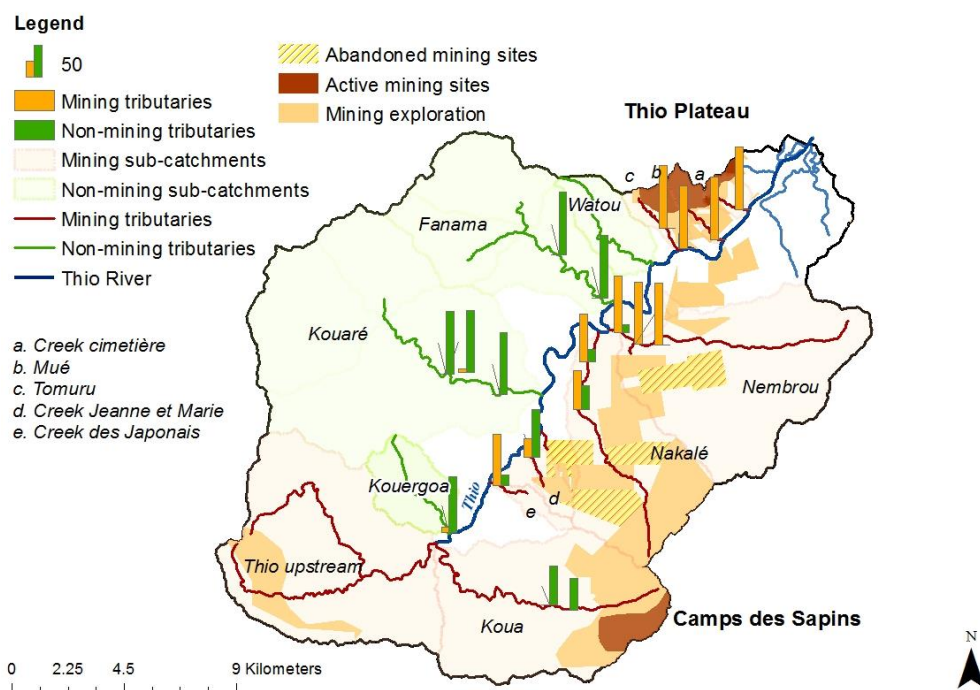 Legend
50
Mining tributaries
Non-mining tributaries
Mining sub-catchments
Non-mining sub-catchments
Mining tributaries
Non-mining tributaries
Thio River
Abandoned mining sites
Active mining sites
Mining exploration
a. Creek cimetière
b. Mué
c. Tomuru
d. Creek Jeanne et Marie
e. Creek des Japonais
Thio Plateau
c b a
Watou
Fanama
Kouaré
Nembrou
Nakalé
Kouergoa
Thio
d
e
Thio upstream
Koua
Camps des Sapins
N
0 2.25 4.5 9 Kilometers